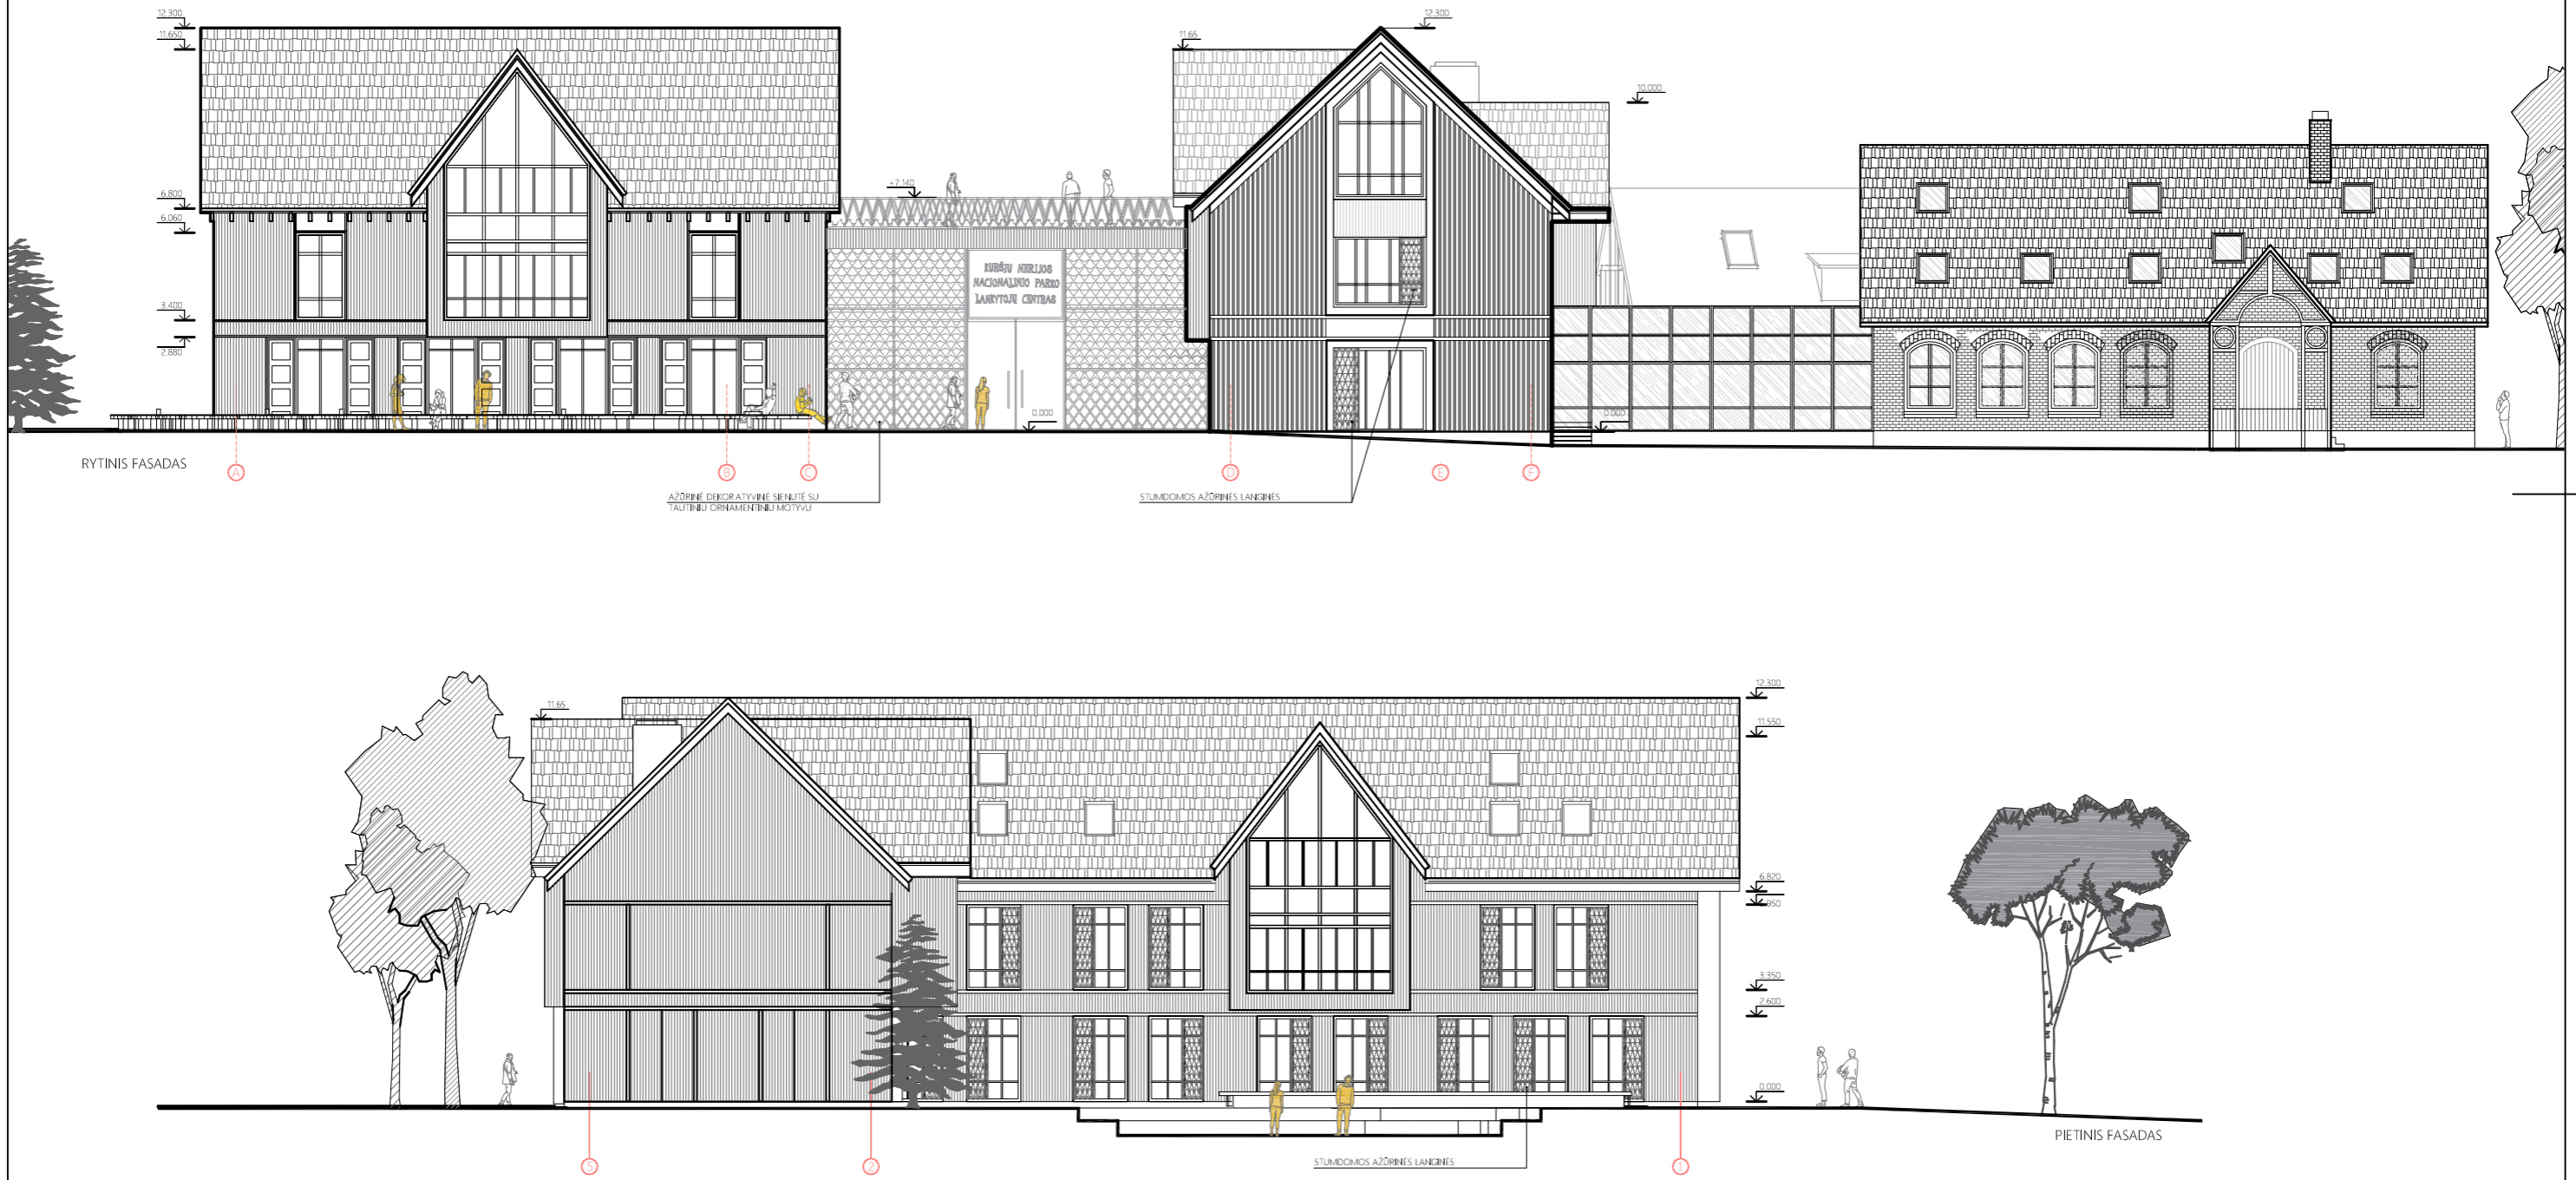 12.300
11.650
6.800
6.060
3.400
2.880
+7.140
KURŠIŲ NERIJOS
NACIONALINIO PARKO
LANKYTOJŲ CENTRAS
0.000
11.65
12.300
10.000
0.000
RYTINIS FASADAS
A
B
C
D
E
F
AŽŪRINĖ DEKORATYVINĖ SIENUTĖ SU
TAUTINIU ORNAMENTINIU MOTYVU
STUMDOMOS AŽŪRINĖS LANGINĖS
11.65
12.300
11.550
6.820
3.350
2.600
0.000
PIETINIS FASADAS
5
2
1
STUMDOMOS AŽŪRINĖS LANGINĖS